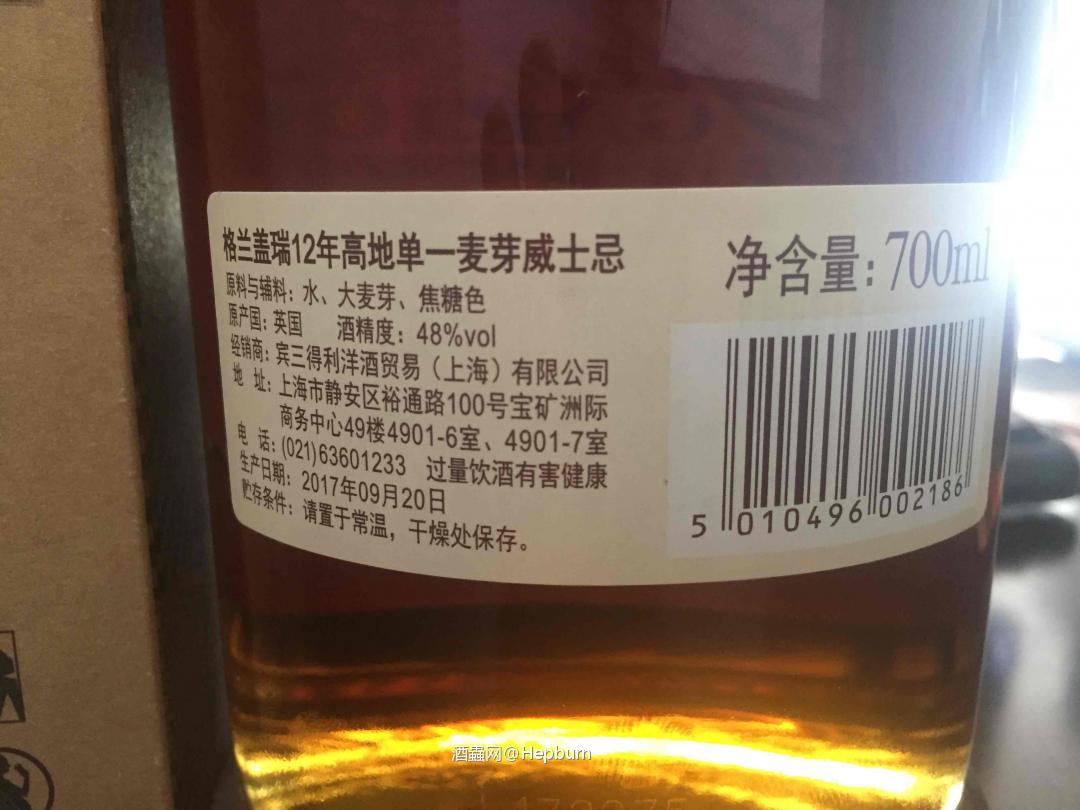 格兰盖瑞12年高地单一麦芽威士忌
原料与辅料：水、大麦芽、焦糖色
原产国：英国 酒精度：48%vol
经销商：宾三得利洋酒贸易（上海）有限公司
地 址：上海市静安区裕通路100号宝矿洲际
商务中心49楼4901-6室、4901-7室
电 话：(021)63601233 过量饮酒有害健康
生产日期：2017年09月20日
贮存条件：请置于常温，干燥处保存。
净含量：700ml
5 010496 002186
酒蟲网@Hepburn